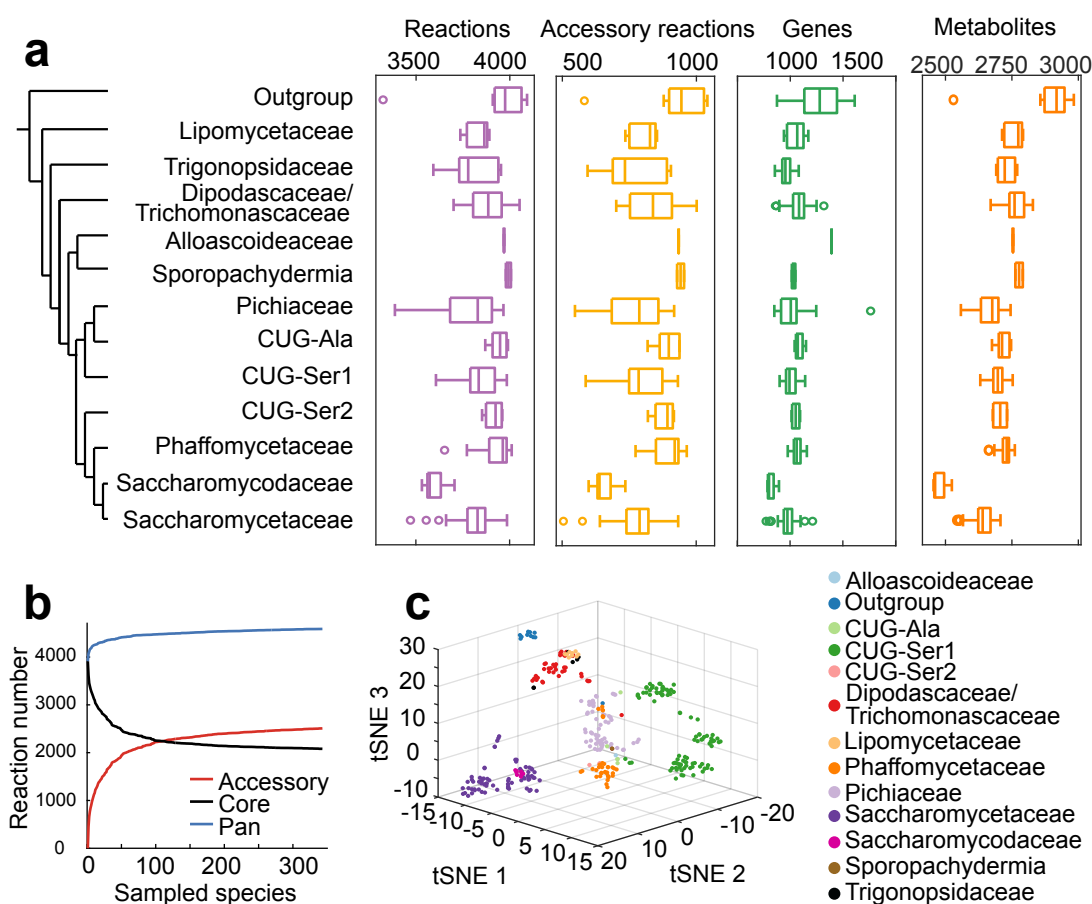 a
Reactions
Accessory reactions
Genes
Metabolites
3500 4000
500 1000
1000 1500
2500 2750 3000
Outgroup
Lipomycetaceae
Trigonopsidaceae
Dipodascaceae/
Trichomonascaceae
Alloascoideaceae
Sporopachydermia
Pichiaceae
CUG-Ala
CUG-Ser1
CUG-Ser2
Phaffomycetaceae
Saccharomycodaceae
Saccharomycetaceae
b
Reaction number
4000
3000
2000
1000
0
Accessory
Core
Pan
0 100 200 300
Sampled species
c
tSNE 3
30
20
10
0
-10
-15 -10 -5 0 5 10 15
tSNE 1
20 10 0 -10 -20
tSNE 2
Alloascoideaceae
Outgroup
CUG-Ala
CUG-Ser1
CUG-Ser2
Dipodascaceae/
Trichomonascaceae
Lipomycetaceae
Phaffomycetaceae
Pichiaceae
Saccharomycetaceae
Saccharomycodaceae
Sporopachydermia
Trigonopsidaceae